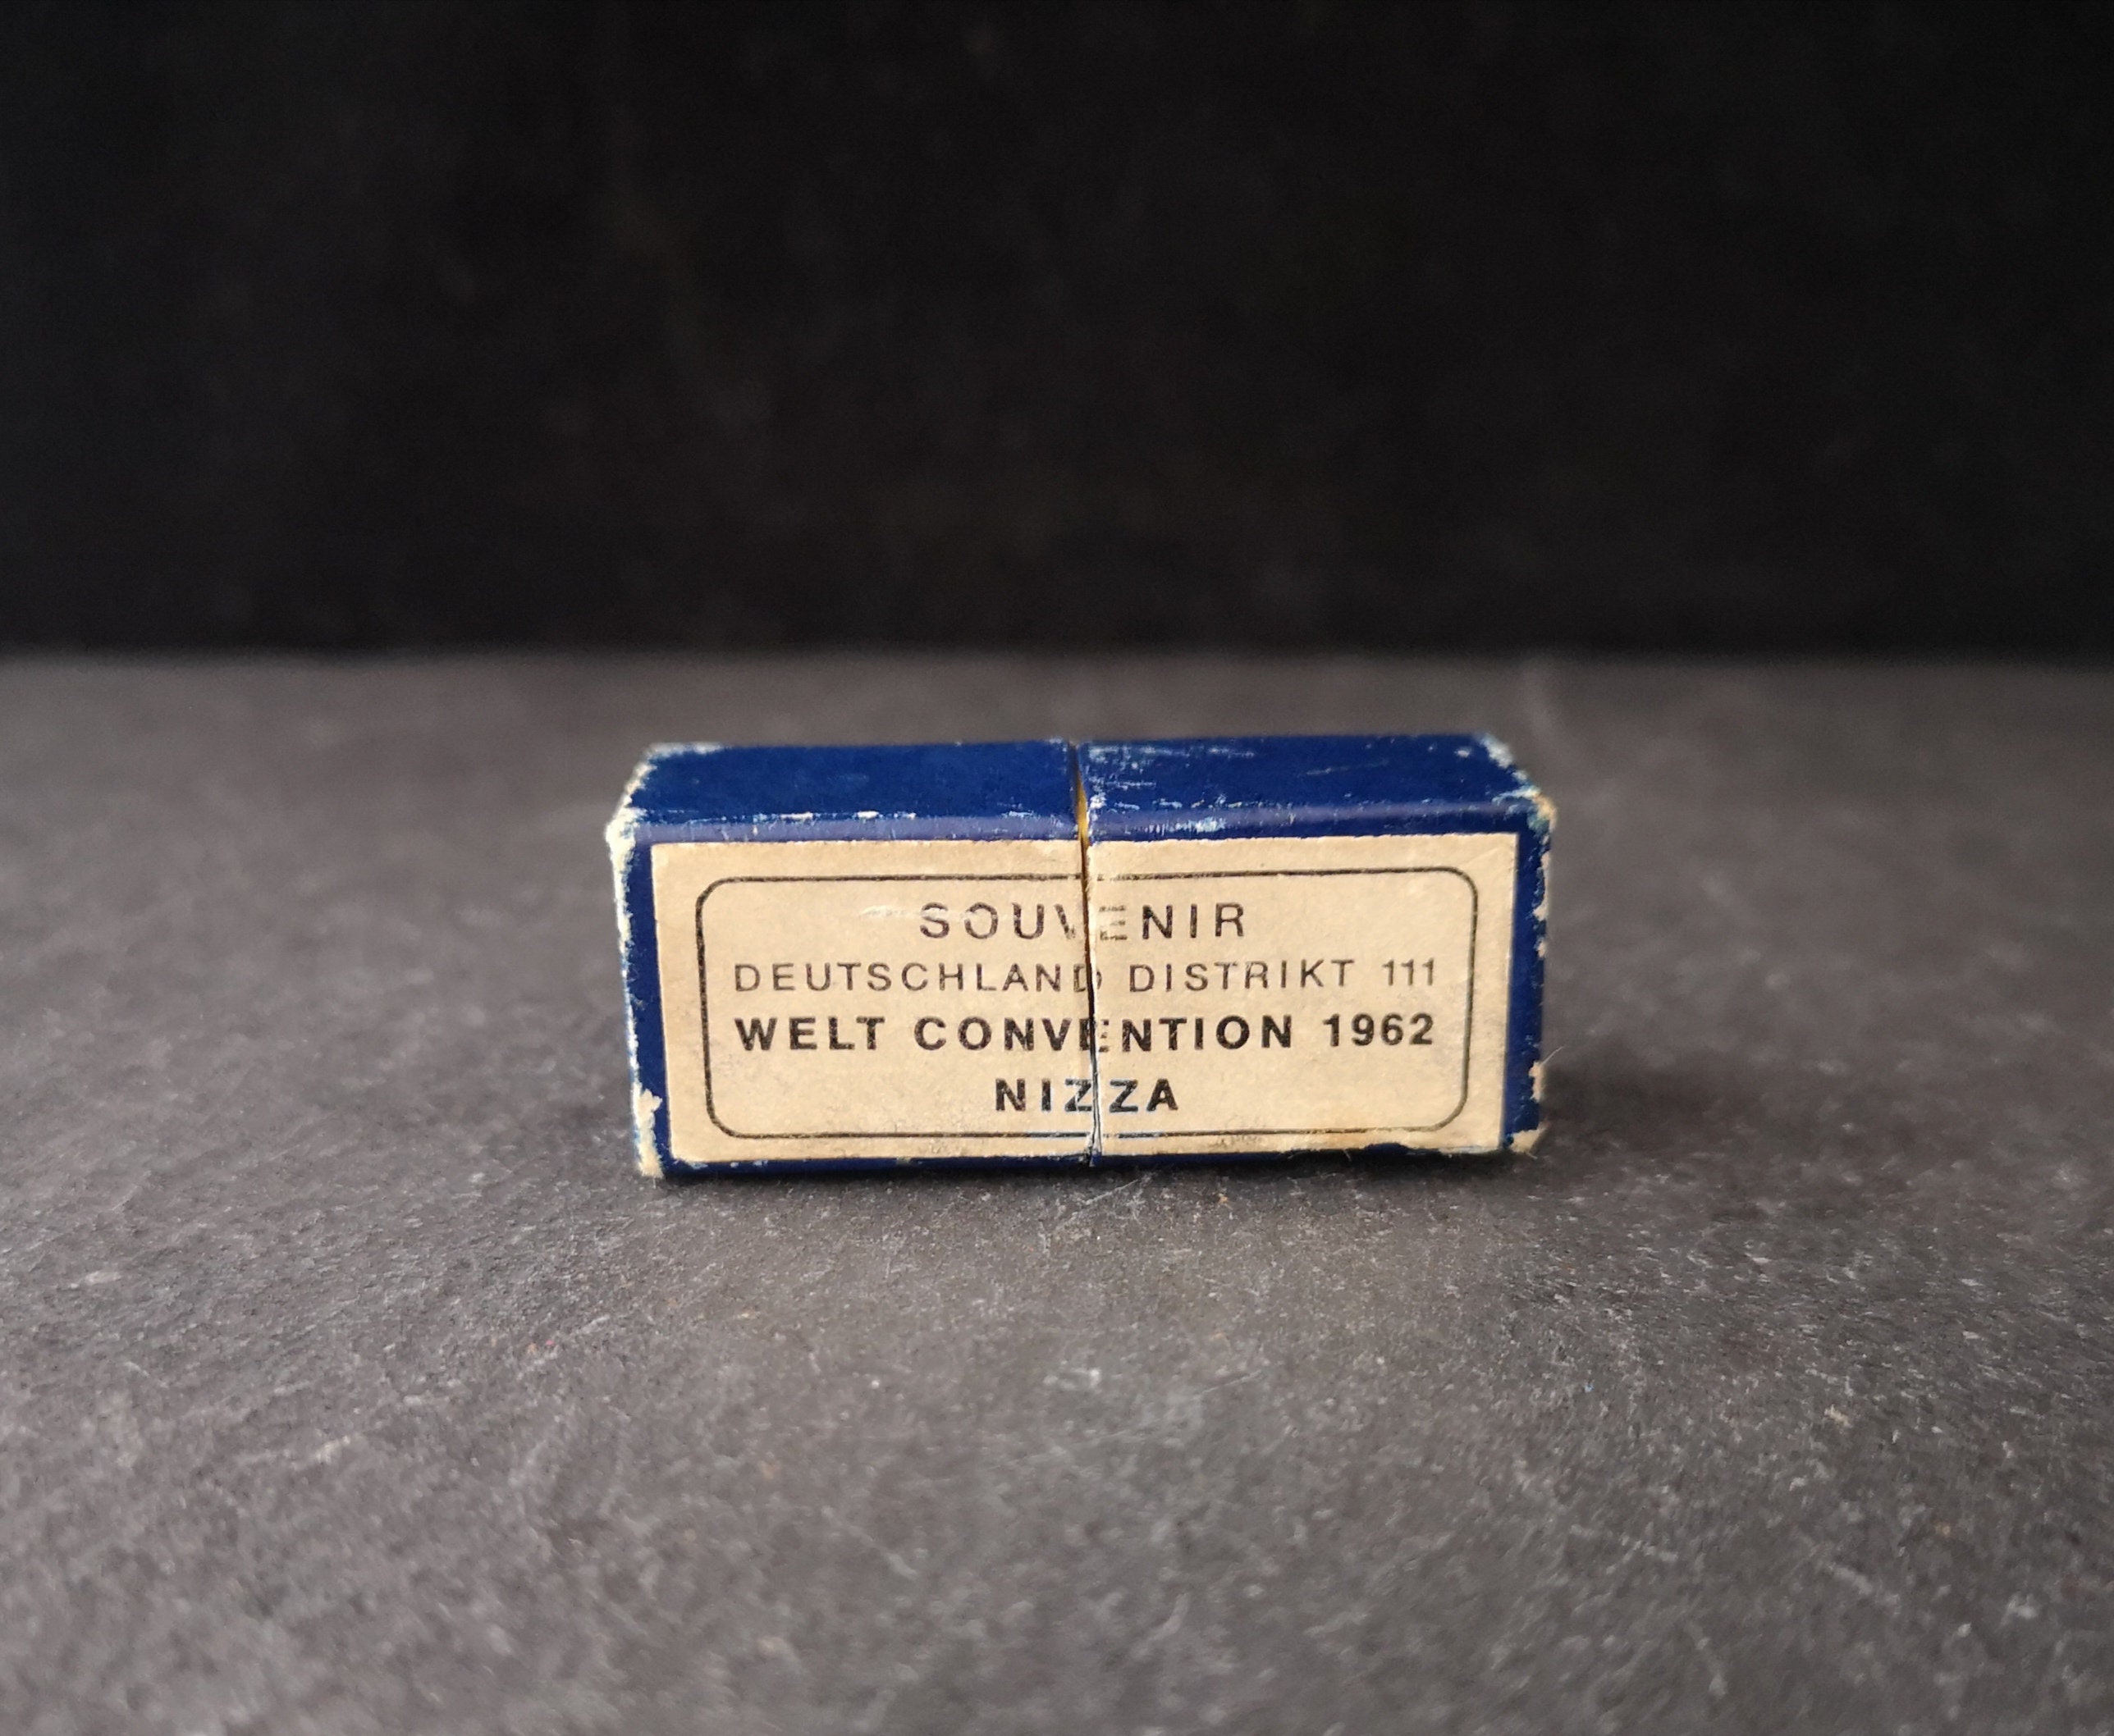 SOUVENIR
DEUTSCHLAND DISTRIKT 111
WELT CONVENTION 1962
NIZZA